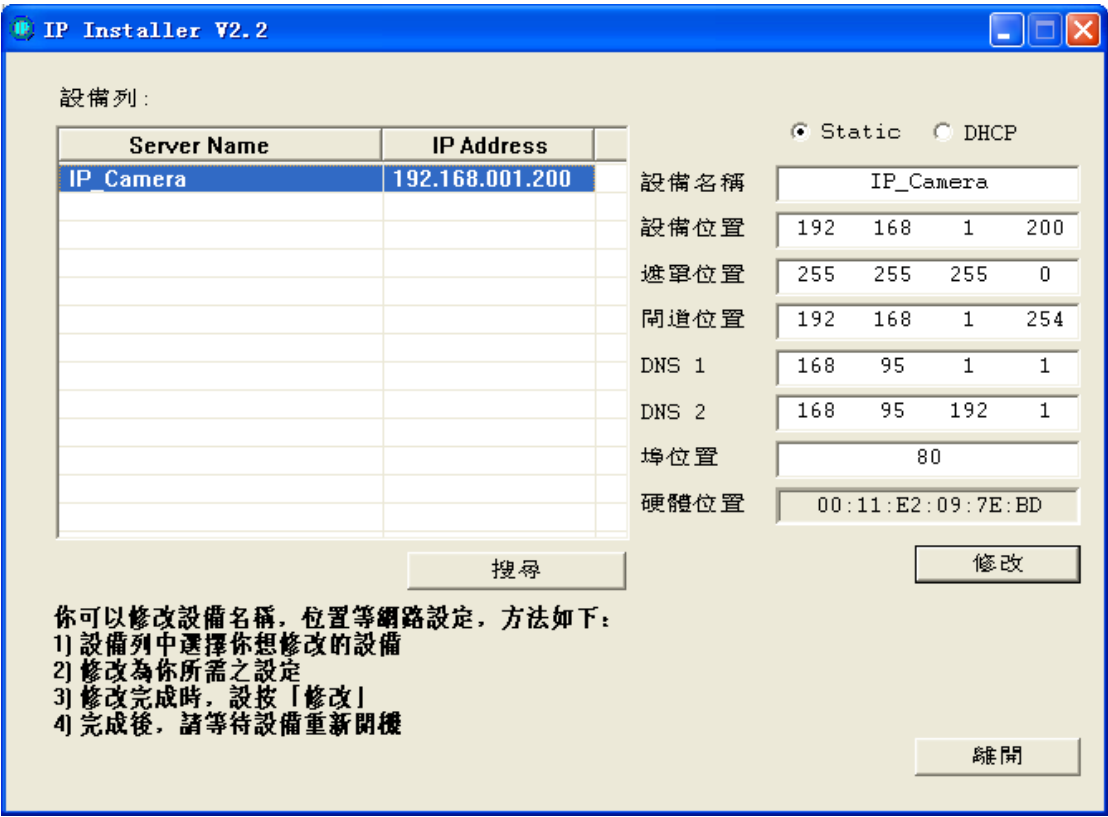 IP Installer V2.2
設備列:
Server Name IP Address
IP_Camera 192.168.001.200
Static DHCP
設備名稱 IP_Camera
設備位置 192 168 1 200
遮罩位置 255 255 255 0
閘道位置 192 168 1 254
DNS 1 168 95 1 1
DNS 2 168 95 192 1
埠位置 80
硬體位置 00:11:E2:09:7E:BD
搜尋
修改
你可以修改設備名稱，位置等網路設定，方法如下：
1) 設備列中選擇你想修改的設備
2) 修改為你所需之設定
3) 修改完成時，設按「修改」
4) 完成後，請等待設備重新開機
離開